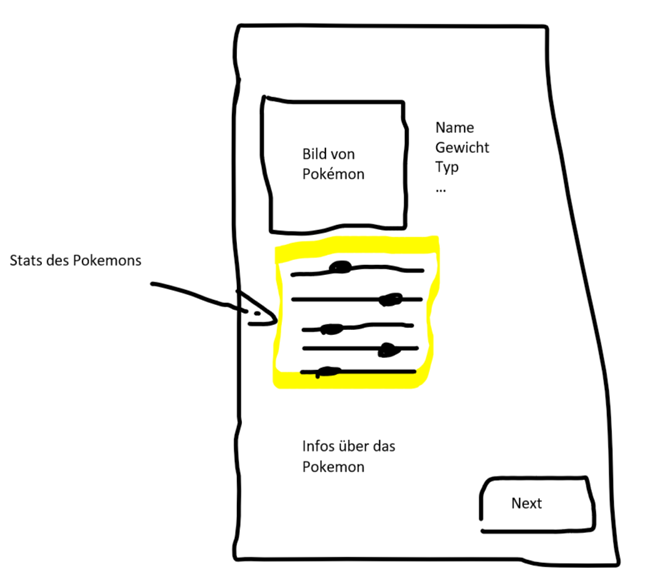 Bild von
Pokémon
Name
Gewicht
Typ
...
Stats des Pokemons
Infos über das
Pokemon
Next